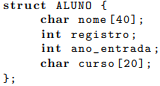 struct ALUNO {
char nome[40];
int registro;
int ano_entrada;
char curso[20];
};